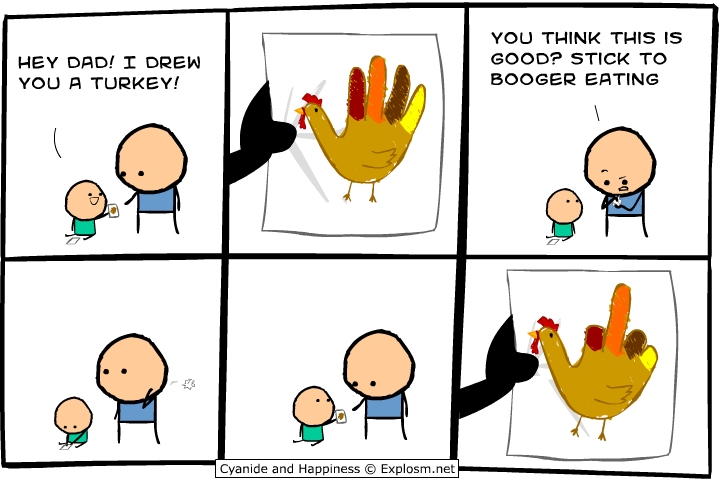 HEY DAD! I DREW
YOU A TURKEY!
YOU THINK THIS IS
GOOD? STICK TO
BOOGER EATING
Cyanide and Happiness © Explosm.net